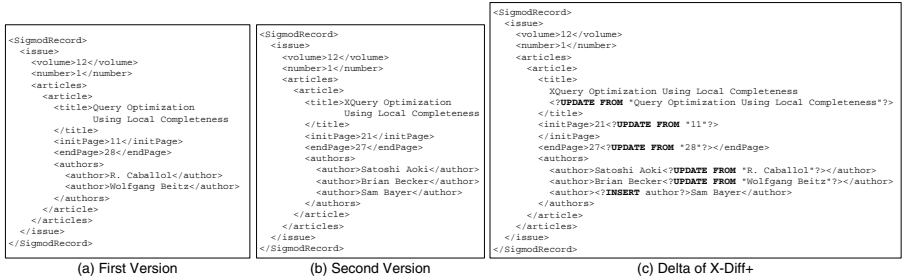 <SigmodRecord>
<issue>
<volume>12</volume>
<number>1</number>
<articles>
<article>
<title>Query Optimization
Using Local Completeness
</title>
<initPage>11</initPage>
<endPage>28</endPage>
<authors>
<author>R. Caballol</author>
<author>Wolfgang Beitz</author>
</authors>
</article>
</articles>
</issue>
</SigmodRecord>
(a) First Version
<SigmodRecord>
<issue>
<volume>12</volume>
<number>1</number>
<articles>
<article>
<title>XQuery Optimization
Using Local Completeness
</title>
<initPage>21</initPage>
<endPage>27</endPage>
<authors>
<author>Satoshi Aoki</author>
<author>Brian Becker</author>
<author>Sam Bayer</author>
</authors>
</article>
</articles>
</issue>
</SigmodRecord>
(b) Second Version
<SigmodRecord>
<issue>
<volume>12</volume>
<number>1</number>
<articles>
<article>
<title>
XQuery Optimization Using Local Completeness
<?UPDATE FROM "Query Optimization Using Local Completeness"?>
</title>
<initPage>21<?UPDATE FROM "11"?>
</initPage>
<endPage>27<?UPDATE FROM "28"?></endPage>
<authors>
<author>Satoshi Aoki<?UPDATE FROM "R. Caballol"?></author>
<author>Brian Becker<?UPDATE FROM "Wolfgang Beitz"?></author>
<author><?INSERT author?>Sam Bayer</author>
</authors>
</article>
</articles>
</issue>
</SigmodRecord>
(c) Delta of X-Diff+